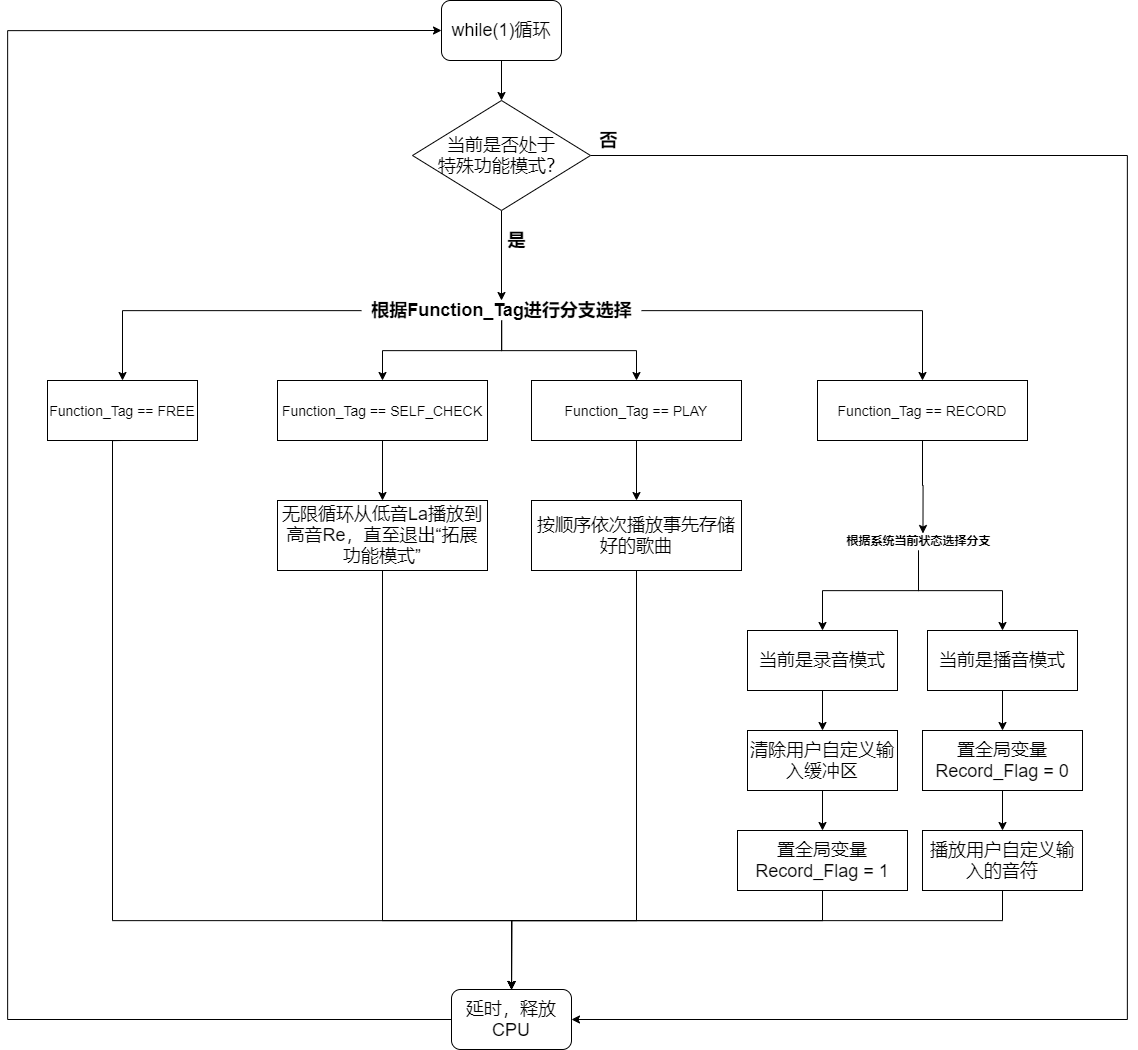 while(1)循环
当前是否处于
特殊功能模式?
否
是
根据Function_Tag进行分支选择
Function_Tag == FREE
Function_Tag == SELF_CHECK
Function_Tag == PLAY
Function_Tag == RECORD
无限循环从低音La播放到
高音Re，直至退出“拓展
功能模式”
按顺序依次播放事先存储
好的歌曲
根据系统当前状态选择分支
当前是录音模式
当前是播音模式
清除用户自定义输
入缓冲区
置全局变量
Record_Flag = 0
置全局变量
Record_Flag = 1
播放用户自定义输
入的音符
延时，释放
CPU